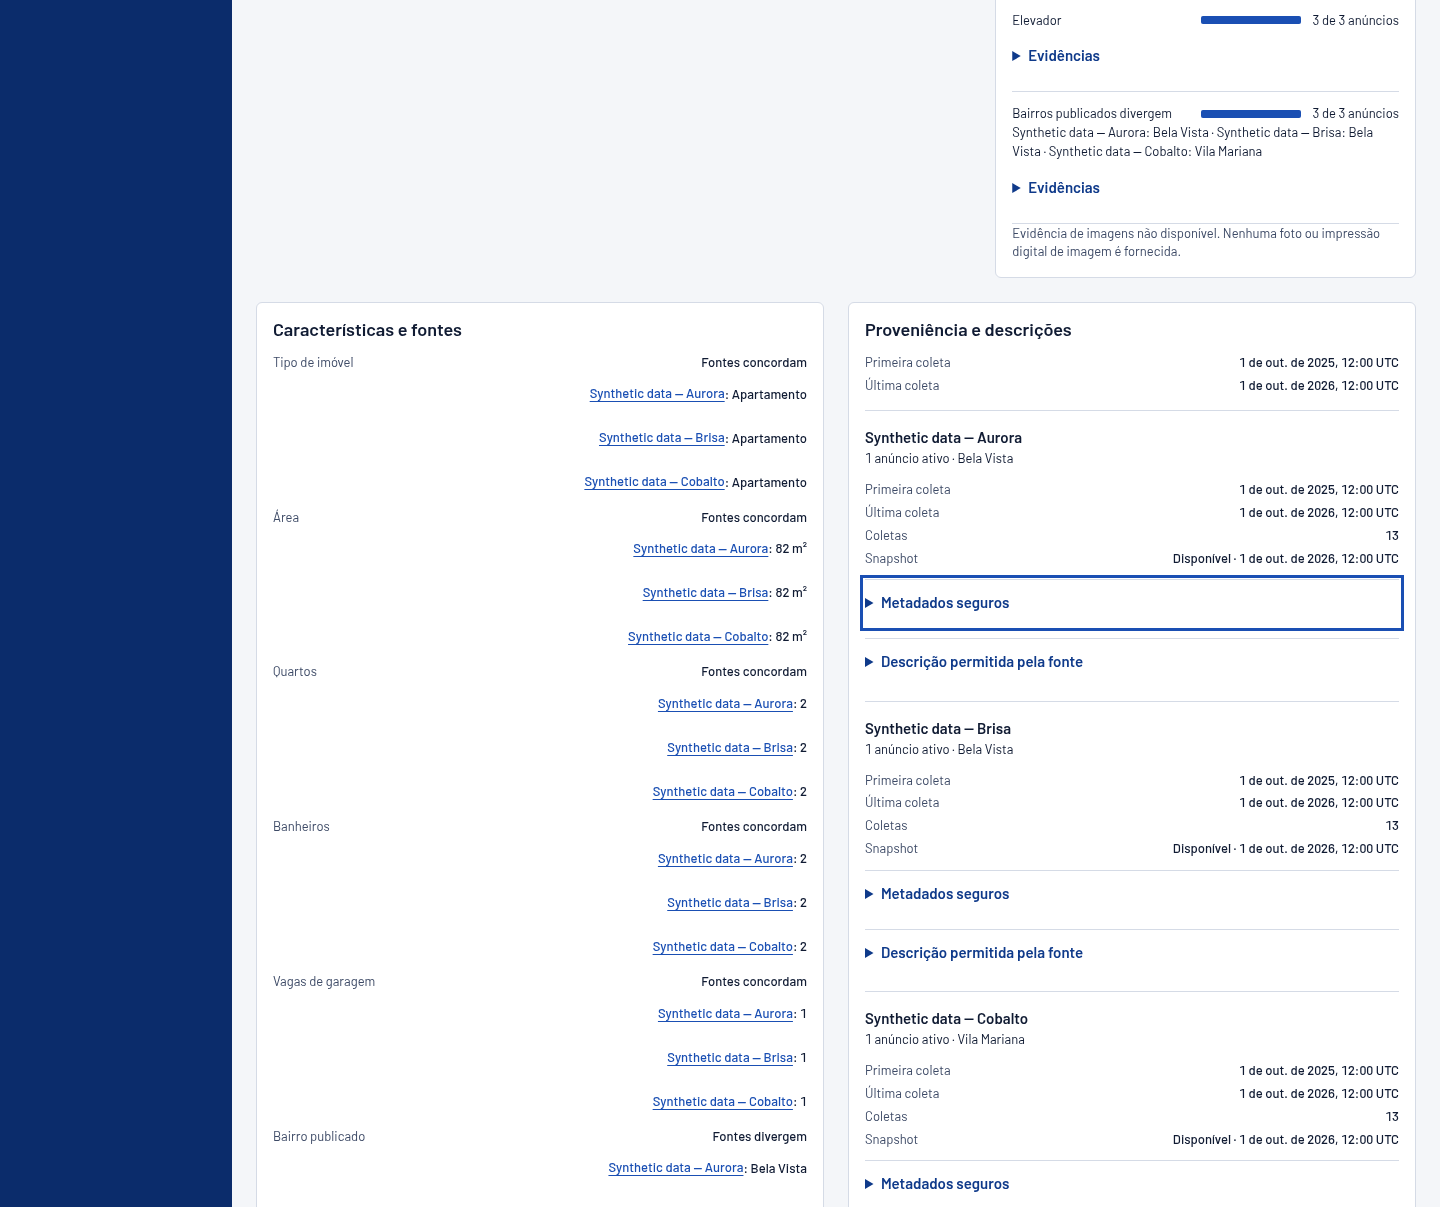 Elevador 3 de 3 anúncios
Evidências
Bairros publicados divergem 3 de 3 anúncios
Synthetic data — Aurora: Bela Vista · Synthetic data — Brisa: Bela
Vista · Synthetic data — Cobalto: Vila Mariana
Evidências
Evidência de imagens não disponível. Nenhuma foto ou impressão
digital de imagem é fornecida.
Características e fontes
Tipo de imóvel Fontes concordam
Synthetic data — Aurora: Apartamento
Synthetic data — Brisa: Apartamento
Synthetic data — Cobalto: Apartamento
Área Fontes concordam
Synthetic data — Aurora: 82 m²
Synthetic data — Brisa: 82 m²
Synthetic data — Cobalto: 82 m²
Quartos Fontes concordam
Synthetic data — Aurora: 2
Synthetic data — Brisa: 2
Synthetic data — Cobalto: 2
Banheiros Fontes concordam
Synthetic data — Aurora: 2
Synthetic data — Brisa: 2
Synthetic data — Cobalto: 2
Vagas de garagem Fontes concordam
Synthetic data — Aurora: 1
Synthetic data — Brisa: 1
Synthetic data — Cobalto: 1
Bairro publicado Fontes divergem
Synthetic data — Aurora: Bela Vista
Proveniência e descrições
Primeira coleta 1 de out. de 2025, 12:00 UTC
Última coleta 1 de out. de 2026, 12:00 UTC
Synthetic data — Aurora
1 anúncio ativo · Bela Vista
Primeira coleta 1 de out. de 2025, 12:00 UTC
Última coleta 1 de out. de 2026, 12:00 UTC
Coletas 13
Snapshot Disponível · 1 de out. de 2026, 12:00 UTC
Metadados seguros
Descrição permitida pela fonte
Synthetic data — Brisa
1 anúncio ativo · Bela Vista
Primeira coleta 1 de out. de 2025, 12:00 UTC
Última coleta 1 de out. de 2026, 12:00 UTC
Coletas 13
Snapshot Disponível · 1 de out. de 2026, 12:00 UTC
Metadados seguros
Descrição permitida pela fonte
Synthetic data — Cobalto
1 anúncio ativo · Vila Mariana
Primeira coleta 1 de out. de 2025, 12:00 UTC
Última coleta 1 de out. de 2026, 12:00 UTC
Coletas 13
Snapshot Disponível · 1 de out. de 2026, 12:00 UTC
Metadados seguros